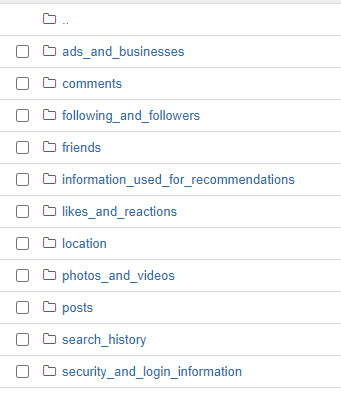 ..
ads_and_businesses
comments
following_and_followers
friends
information_used_for_recommendations
likes_and_reactions
location
photos_and_videos
posts
search_history
security_and_login_information